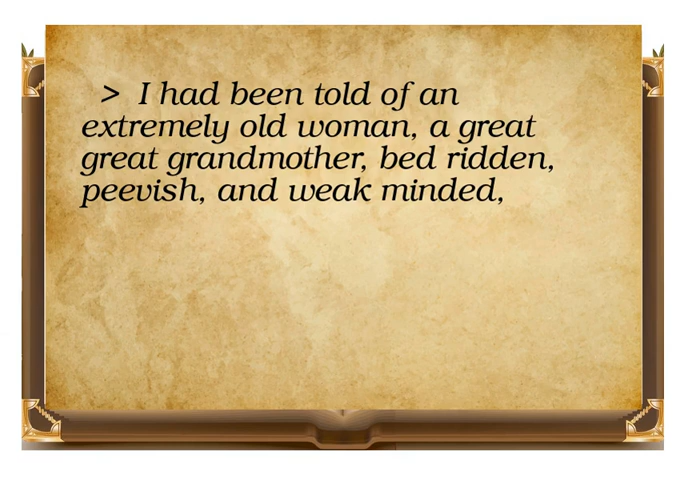 > I had been told of an
extremely old woman, a great
great grandmother, bed ridden,
peevish, and weak minded,